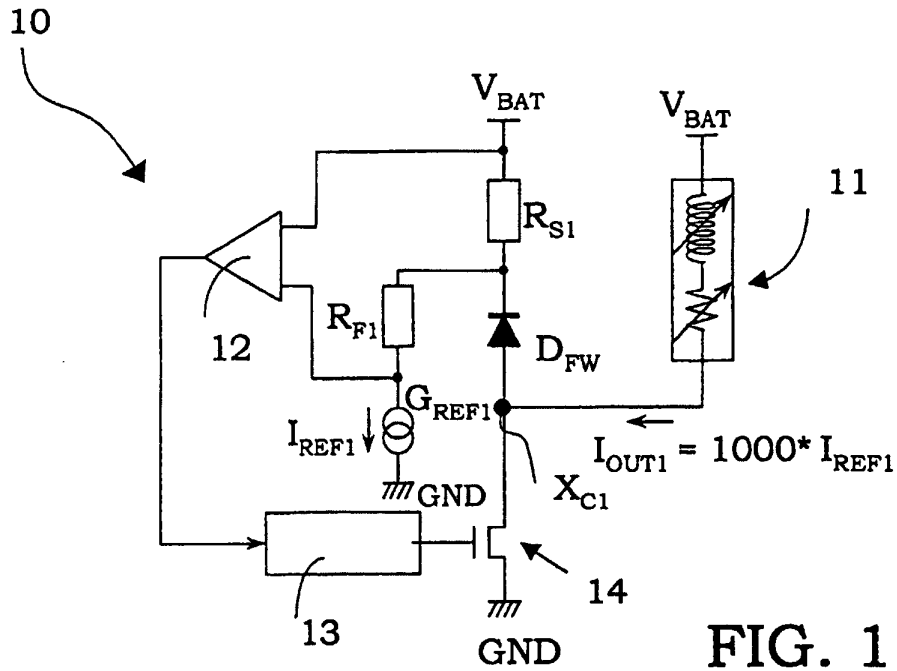 10
V_BAT
V_BAT
11
R_S1
R_F1
12
D_FW
G_REF1
I_REF1
I_OUT1 = 1000* I_REF1
X_C1
GND
14
13
GND
FIG. 1